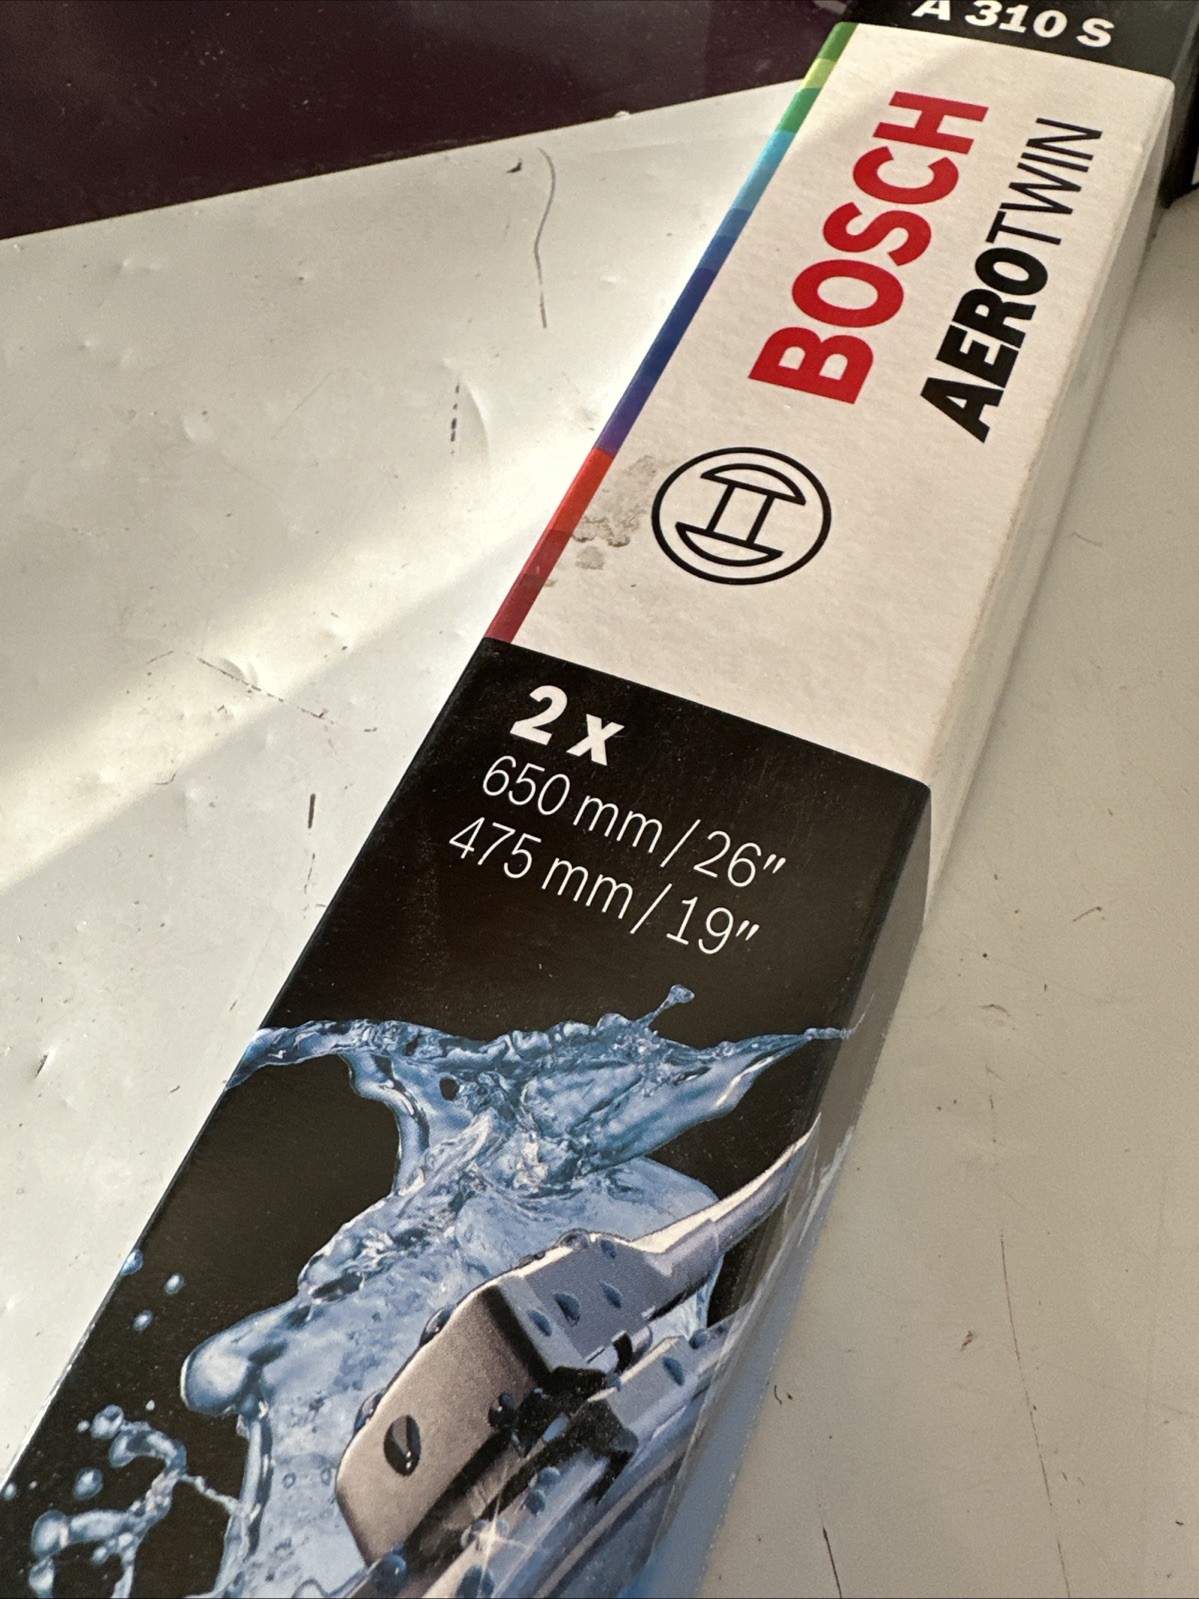 A 310 S
BOSCH
AEROTWIN
2 x
650 mm / 26"
475 mm / 19"